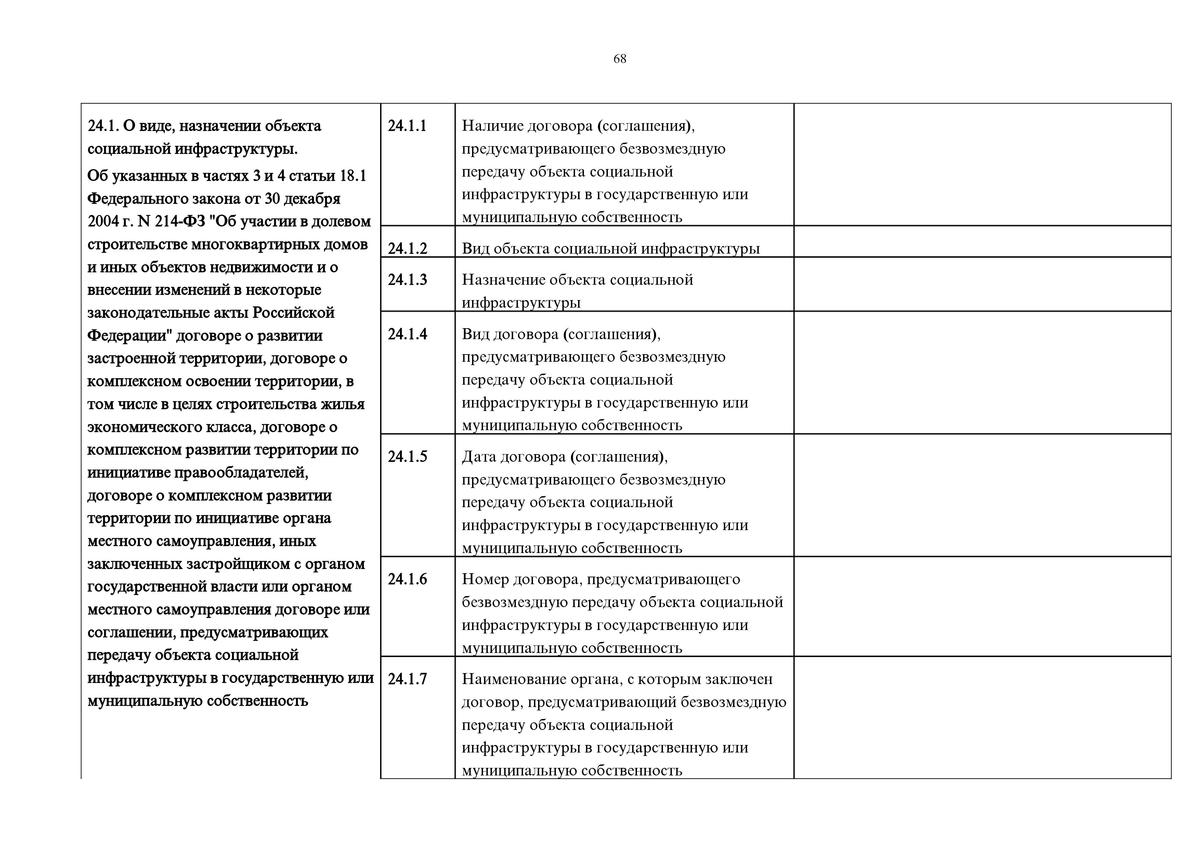 68
24.1. О виде, назначении объекта
социальной инфраструктуры.
Об указанных в частях 3 и 4 статьи 18.1
Федерального закона от 30 декабря
2004 г. N 214-ФЗ "Об участии в долевом
строительстве многоквартирных домов
и иных объектов недвижимости и о
внесении изменений в некоторые
законодательные акты Российской
Федерации" договоре о развитии
застроенной территории, договоре о
комплексном освоении территории, в
том числе в целях строительства жилья
экономического класса, договоре о
комплексном развитии территории по
инициативе правообладателей,
договоре о комплексном развитии
территории по инициативе органа
местного самоуправления, иных
заключенных застройщиком с органом
государственной власти или органом
местного самоуправления договоре или
соглашении, предусматривающих
передачу объекта социальной
инфраструктуры в государственную или
муниципальную собственность
24.1.1
Наличие договора (соглашения),
предусматривающего безвозмездную
передачу объекта социальной
инфраструктуры в государственную или
муниципальную собственность
24.1.2
Вид объекта социальной инфраструктуры
24.1.3
Назначение объекта социальной
инфраструктуры
24.1.4
Вид договора (соглашения),
предусматривающего безвозмездную
передачу объекта социальной
инфраструктуры в государственную или
муниципальную собственность
24.1.5
Дата договора (соглашения),
предусматривающего безвозмездную
передачу объекта социальной
инфраструктуры в государственную или
муниципальную собственность
24.1.6
Номер договора, предусматривающего
безвозмездную передачу объекта социальной
инфраструктуры в государственную или
муниципальную собственность
24.1.7
Наименование органа, с которым заключен
договор, предусматривающий безвозмездную
передачу объекта социальной
инфраструктуры в государственную или
муниципальную собственность